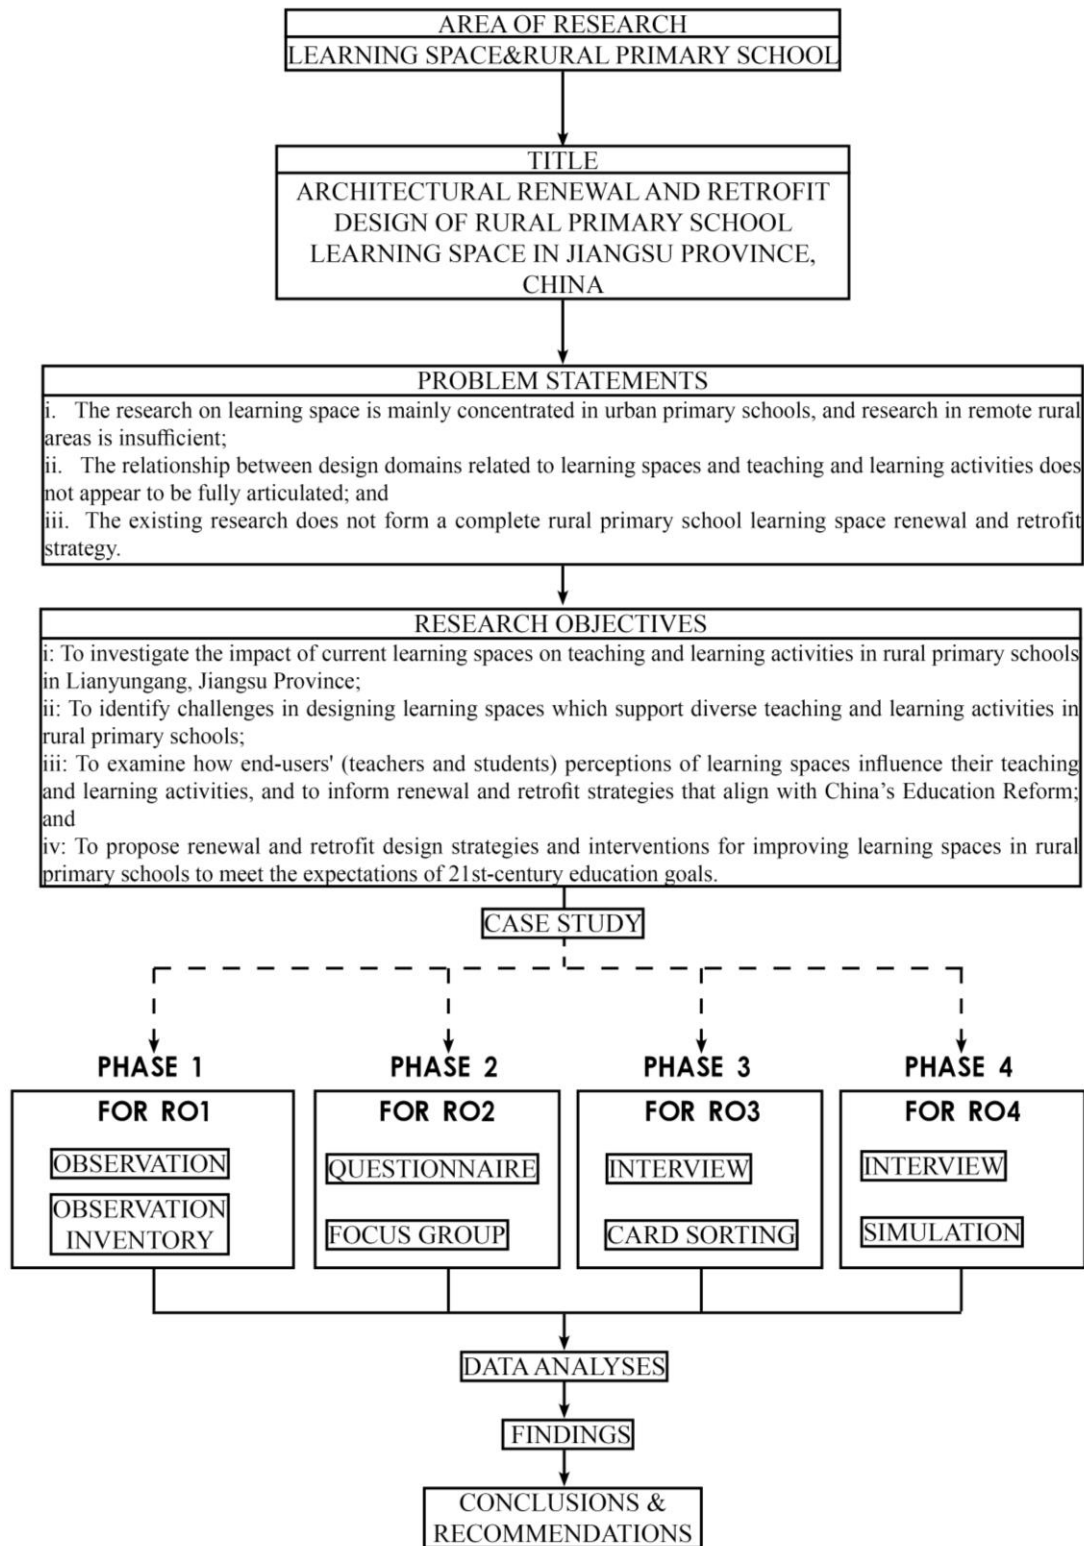 AREA OF RESEARCH
LEARNING SPACE&RURAL PRIMARY SCHOOL
TITLE
ARCHITECTURAL RENEWAL AND RETROFIT
DESIGN OF RURAL PRIMARY SCHOOL
LEARNING SPACE IN JIANGSU PROVINCE,
CHINA
PROBLEM STATEMENTS
i. The research on learning space is mainly concentrated in urban primary schools, and research in remote rural
areas is insufficient;
ii. The relationship between design domains related to learning spaces and teaching and learning activities does
not appear to be fully articulated; and
iii. The existing research does not form a complete rural primary school learning space renewal and retrofit
strategy.
RESEARCH OBJECTIVES
i: To investigate the impact of current learning spaces on teaching and learning activities in rural primary schools
in Lianyungang, Jiangsu Province;
ii: To identify challenges in designing learning spaces which support diverse teaching and learning activities in
rural primary schools;
iii: To examine how end-users' (teachers and students) perceptions of learning spaces influence their teaching
and learning activities, and to inform renewal and retrofit strategies that align with China’s Education Reform;
and
iv: To propose renewal and retrofit design strategies and interventions for improving learning spaces in rural
primary schools to meet the expectations of 21st-century education goals.
CASE STUDY
PHASE 1
FOR RO1
OBSERVATION
OBSERVATION
INVENTORY
PHASE 2
FOR RO2
QUESTIONNAIRE
FOCUS GROUP
PHASE 3
FOR RO3
INTERVIEW
CARD SORTING
PHASE 4
FOR RO4
INTERVIEW
SIMULATION
DATA ANALYSES
FINDINGS
CONCLUSIONS &
RECOMMENDATIONS